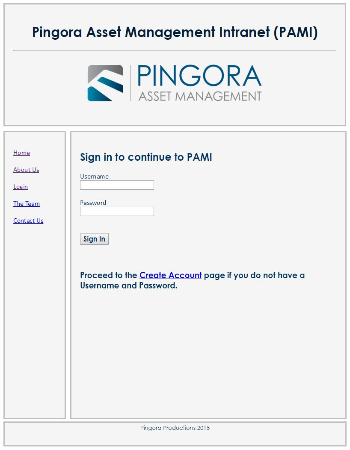 Pingora Asset Management Intranet (PAMI)
PINGORA
ASSET MANAGEMENT
Home
About Us
Login
The Team
Contact Us
Sign in to continue to PAMI
Username
Password
Sign In
Proceed to the Create Account page if you do not have a
Username and Password.
Pingora Productions 2015